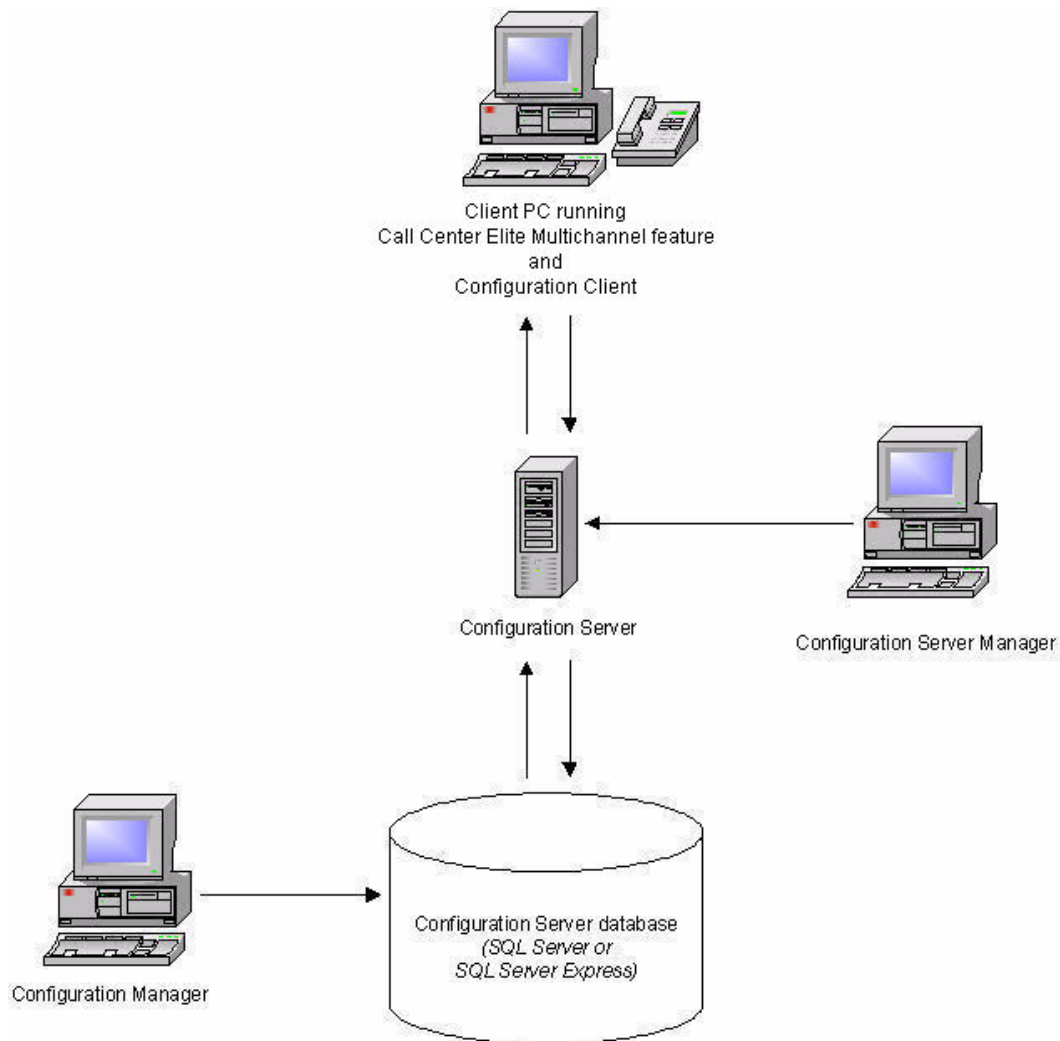 Client PC running
Call Center Elite Multichannel feature
and
Configuration Client
Configuration Server
Configuration Server Manager
Configuration Server database
(SQL Server or
SQL Server Express)
Configuration Manager